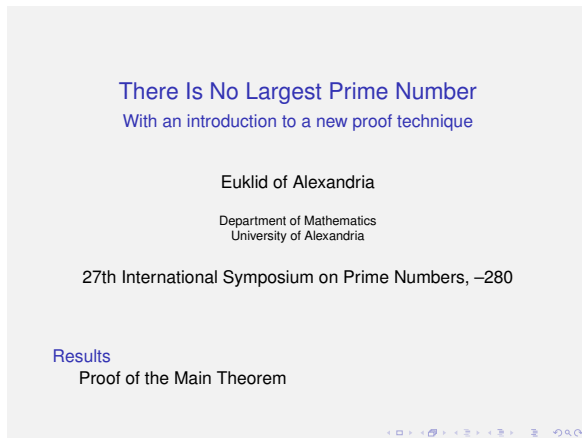 There Is No Largest Prime Number
With an introduction to a new proof technique
Euklid of Alexandria
Department of Mathematics
University of Alexandria
27th International Symposium on Prime Numbers, –280
Results
Proof of the Main Theorem